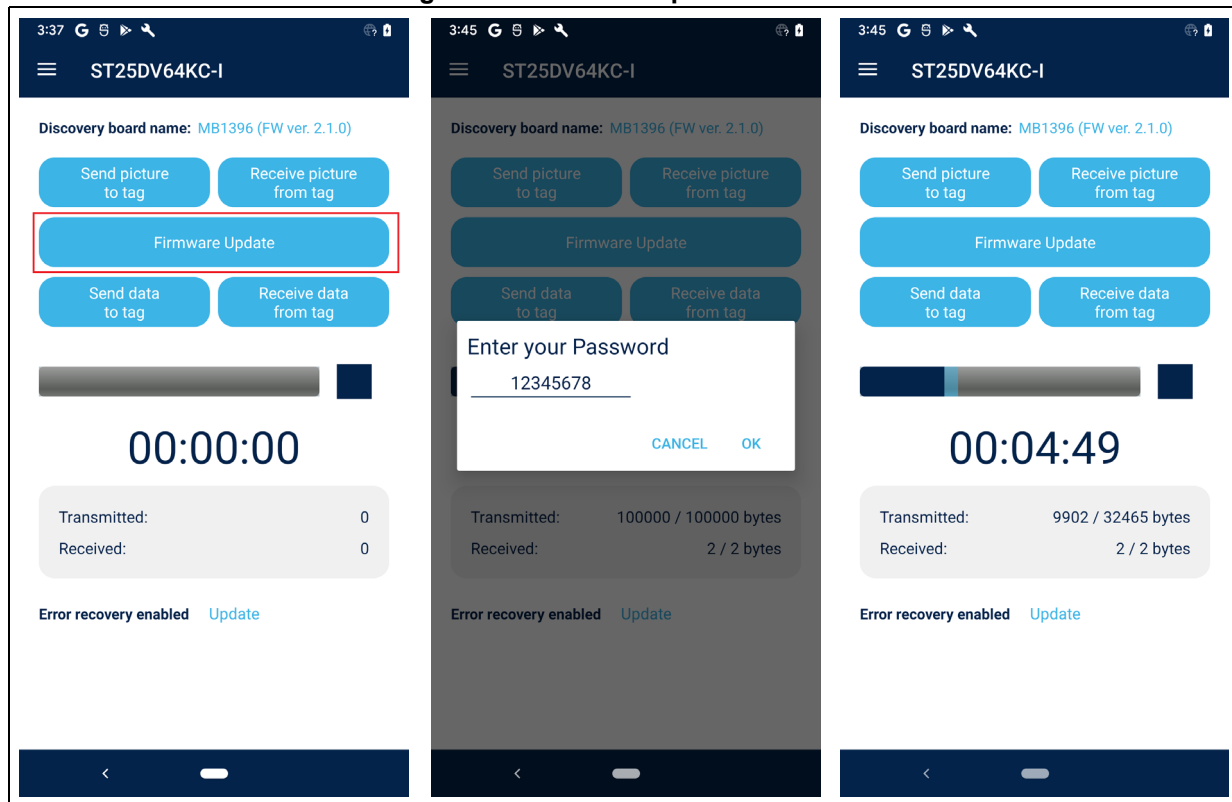 3:37
ST25DV64KC-I
Discovery board name: MB1396 (FW ver. 2.1.0)
Send picture
to tag
Receive picture
from tag
Firmware Update
Send data
to tag
Receive data
from tag
00:00:00
Transmitted: 0
Received: 0
Error recovery enabled Update
3:45
ST25DV64KC-I
Discovery board name: MB1396 (FW ver. 2.1.0)
Send picture
to tag
Receive picture
from tag
Firmware Update
Send data
to tag
Receive data
from tag
Enter your Password
12345678
CANCEL OK
Transmitted: 100000 / 100000 bytes
Received: 2 / 2 bytes
Error recovery enabled Update
3:45
ST25DV64KC-I
Discovery board name: MB1396 (FW ver. 2.1.0)
Send picture
to tag
Receive picture
from tag
Firmware Update
Send data
to tag
Receive data
from tag
00:04:49
Transmitted: 9902 / 32465 bytes
Received: 2 / 2 bytes
Error recovery enabled Update